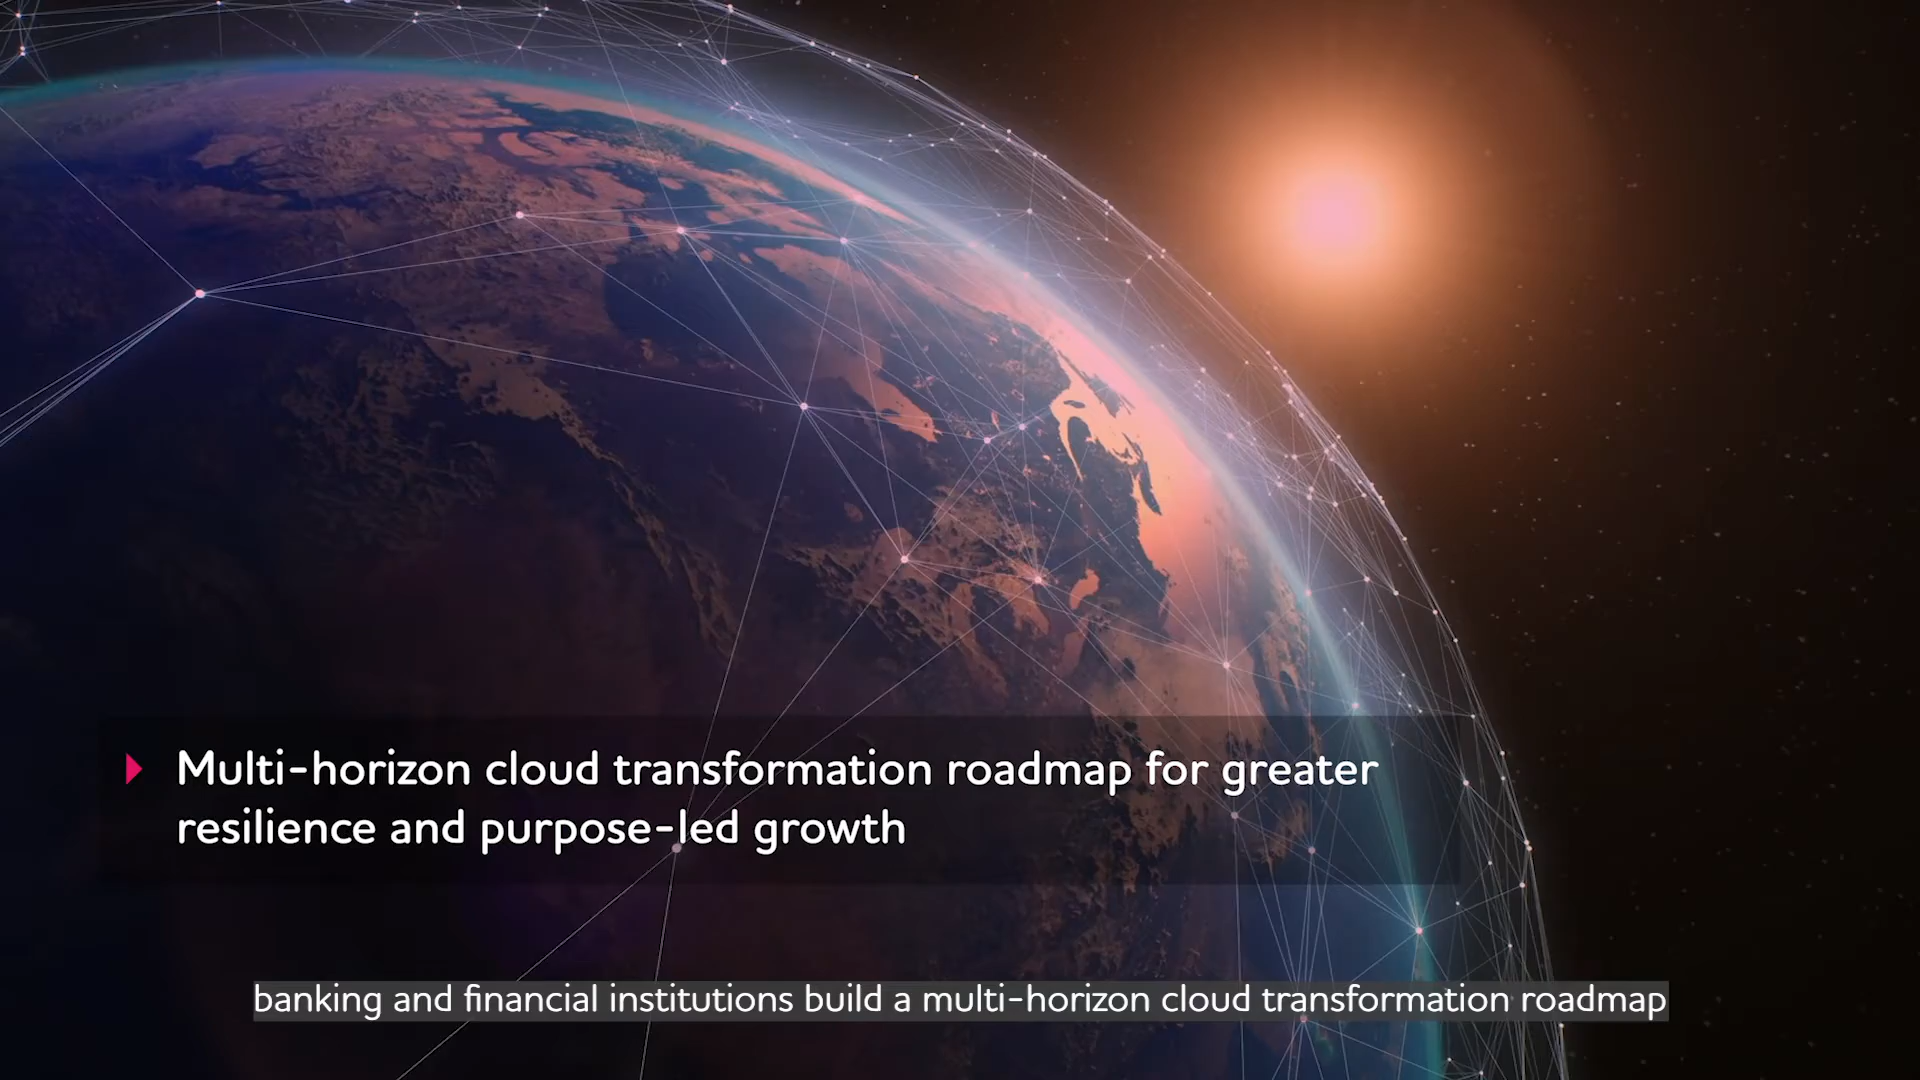 Multi-horizon cloud transformation roadmap for greater
resilience and purpose-led growth
banking and financial institutions build a multi-horizon cloud transformation roadmap